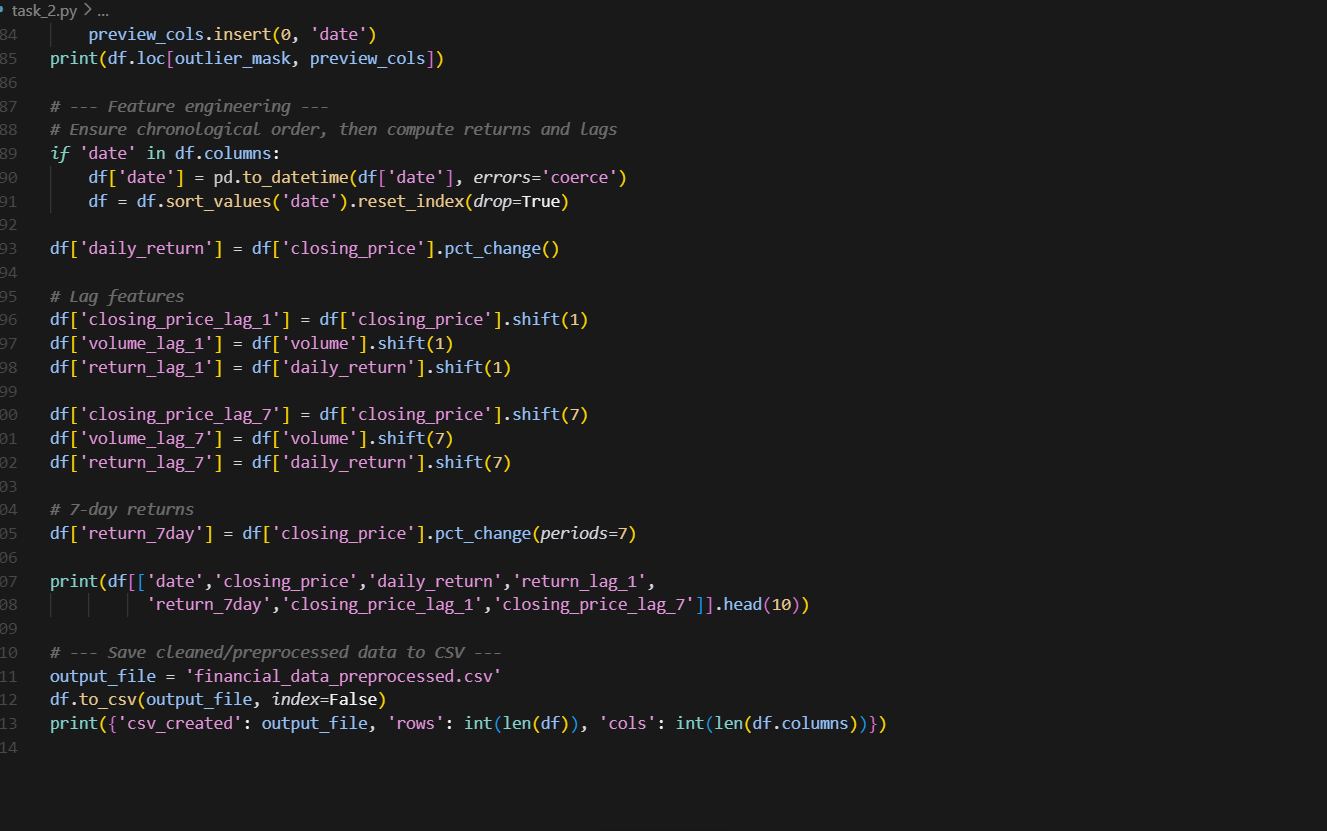 task_2.py > ...
84 preview_cols.insert(0, 'date')
85 print(df.loc[outlier_mask, preview_cols])
86
87 # --- Feature engineering ---
88 # Ensure chronological order, then compute returns and lags
89 if 'date' in df.columns:
90 df['date'] = pd.to_datetime(df['date'], errors='coerce')
91 df = df.sort_values('date').reset_index(drop=True)
92
93 df['daily_return'] = df['closing_price'].pct_change()
94
95 # Lag features
96 df['closing_price_lag_1'] = df['closing_price'].shift(1)
97 df['volume_lag_1'] = df['volume'].shift(1)
98 df['return_lag_1'] = df['daily_return'].shift(1)
99
00 df['closing_price_lag_7'] = df['closing_price'].shift(7)
01 df['volume_lag_7'] = df['volume'].shift(7)
02 df['return_lag_7'] = df['daily_return'].shift(7)
03
04 # 7-day returns
05 df['return_7day'] = df['closing_price'].pct_change(periods=7)
06
07 print(df[['date','closing_price','daily_return','return_lag_1',
08 'return_7day','closing_price_lag_1','closing_price_lag_7']].head(10))
09
10 # --- Save cleaned/preprocessed data to CSV ---
11 output_file = 'financial_data_preprocessed.csv'
12 df.to_csv(output_file, index=False)
13 print({'csv_created': output_file, 'rows': int(len(df)), 'cols': int(len(df.columns))})
14